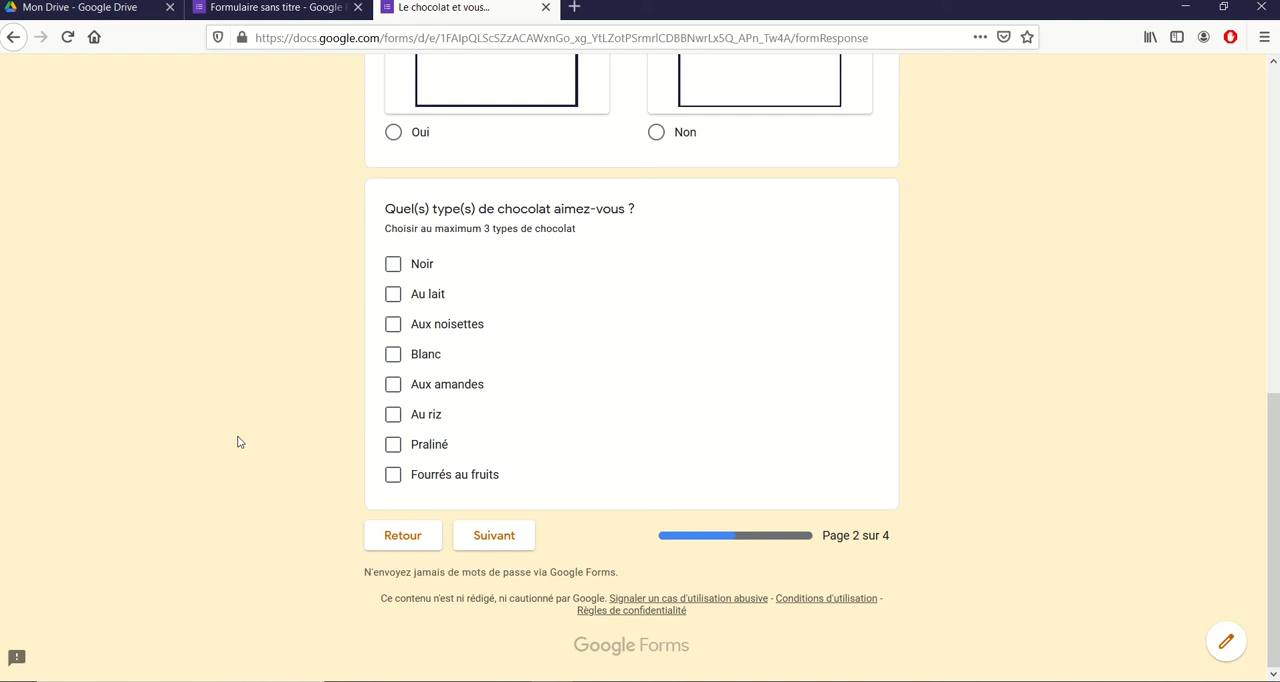 Mon Drive - Google Drive
Formulaire sans titre - Google F
Le chocolat et vous...
https://docs.google.com/forms/d/e/1FAIpQLScSZzACAWxnGo_xg_YtLZotPSrmrlCDBBNwrLx5Q_APn_Tw4A/formResponse
Oui
Non
Quel(s) type(s) de chocolat aimez-vous ?
Choisir au maximum 3 types de chocolat
Noir
Au lait
Aux noisettes
Blanc
Aux amandes
Au riz
Praliné
Fourrés au fruits
Retour
Suivant
Page 2 sur 4
N'envoyez jamais de mots de passe via Google Forms.
Ce contenu n'est ni rédigé, ni cautionné par Google. Signaler un cas d'utilisation abusive - Conditions d'utilisation -
Règles de confidentialité
Google Forms